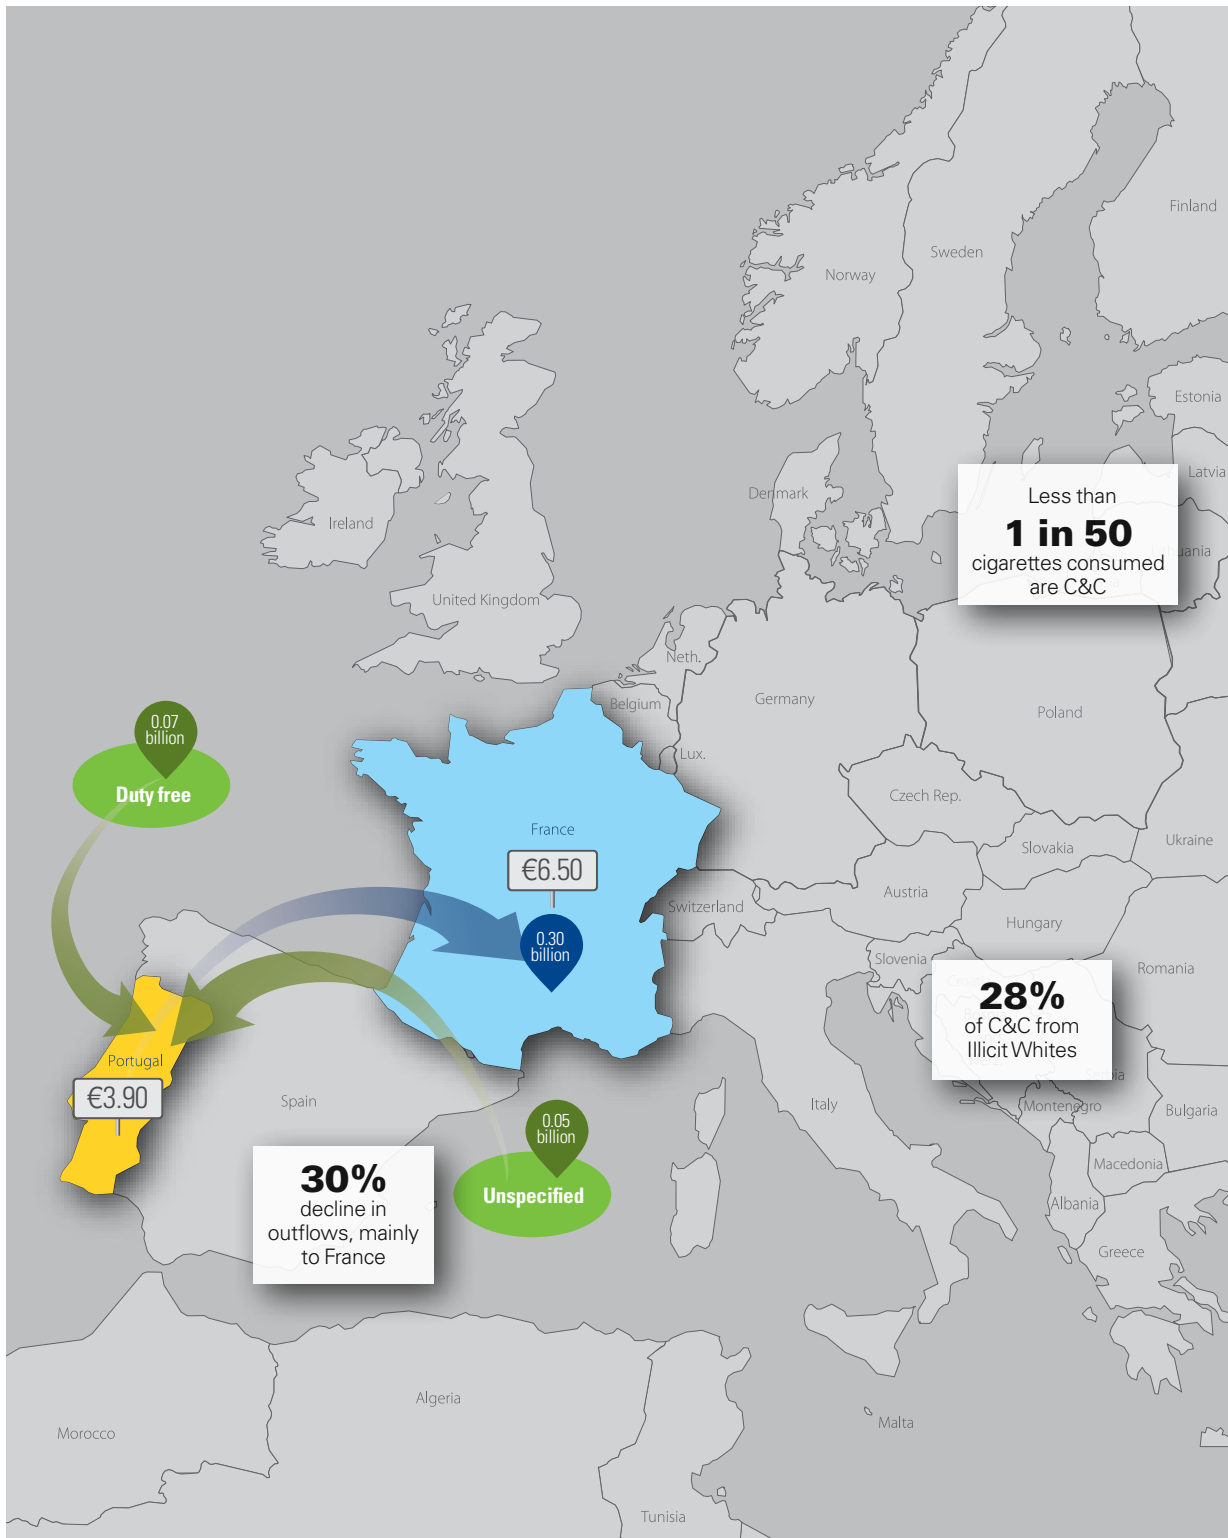 Finland
Sweden
Norway
Estonia
Latvia
Less than
1 in 50
cigarettes consumed
are C&C
Denmark
Ireland
United Kingdom
Neth.
Belgium
Germany
Poland
Lux.
0.07
billion
Duty free
Czech Rep.
France
€6.50
Slovakia
Ukraine
Austria
Switzerland
Hungary
0.30
billion
Slovenia
Romania
28%
of C&C from
Illicit Whites
Portugal
€3.90
Spain
Italy
Serbia
Montenegro
Bulgaria
0.05
billion
Unspecified
Macedonia
30%
decline in
outflows, mainly
to France
Albania
Greece
Algeria
Malta
Morocco
Tunisia